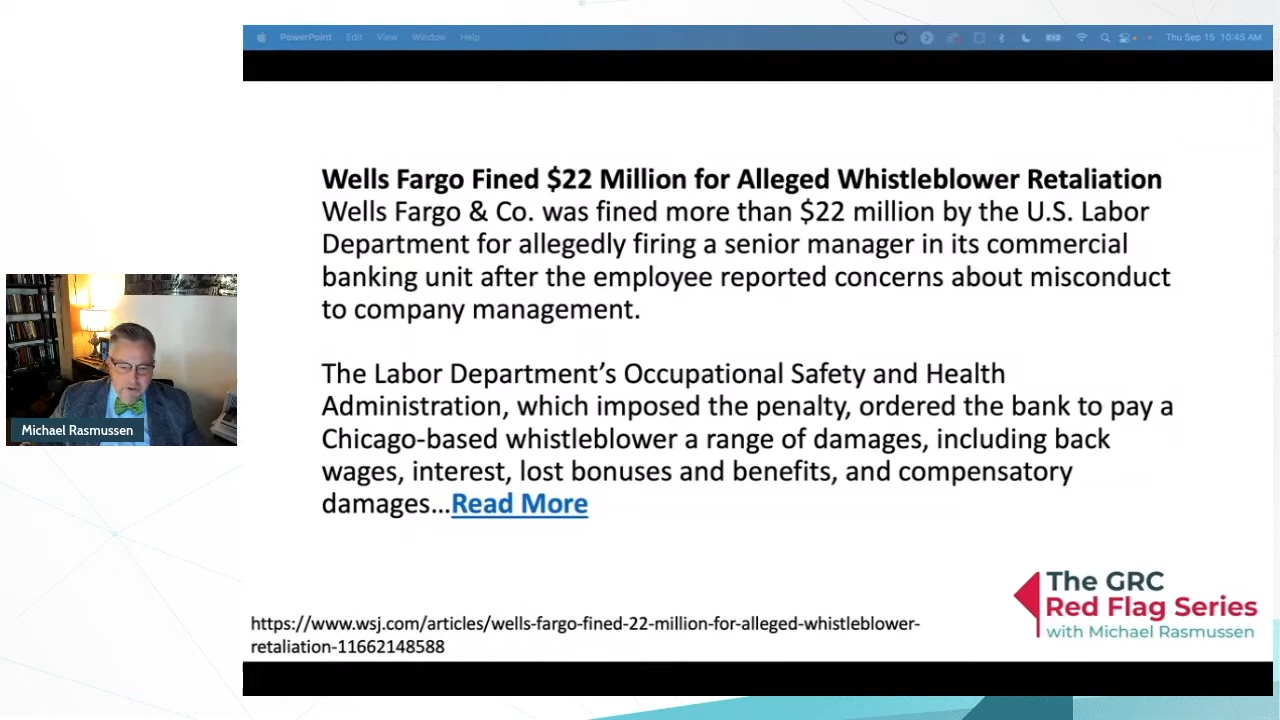 PowerPoint Edit View Window Help Thu Sep 15 10:45 AM
Wells Fargo Fined $22 Million for Alleged Whistleblower Retaliation
Wells Fargo & Co. was fined more than $22 million by the U.S. Labor
Department for allegedly firing a senior manager in its commercial
banking unit after the employee reported concerns about misconduct
to company management.
The Labor Department’s Occupational Safety and Health
Administration, which imposed the penalty, ordered the bank to pay a
Chicago-based whistleblower a range of damages, including back
wages, interest, lost bonuses and benefits, and compensatory
damages...Read More
Michael Rasmussen
https://www.wsj.com/articles/wells-fargo-fined-22-million-for-alleged-whistleblower-
retaliation-11662148588
The GRC
Red Flag Series
with Michael Rasmussen